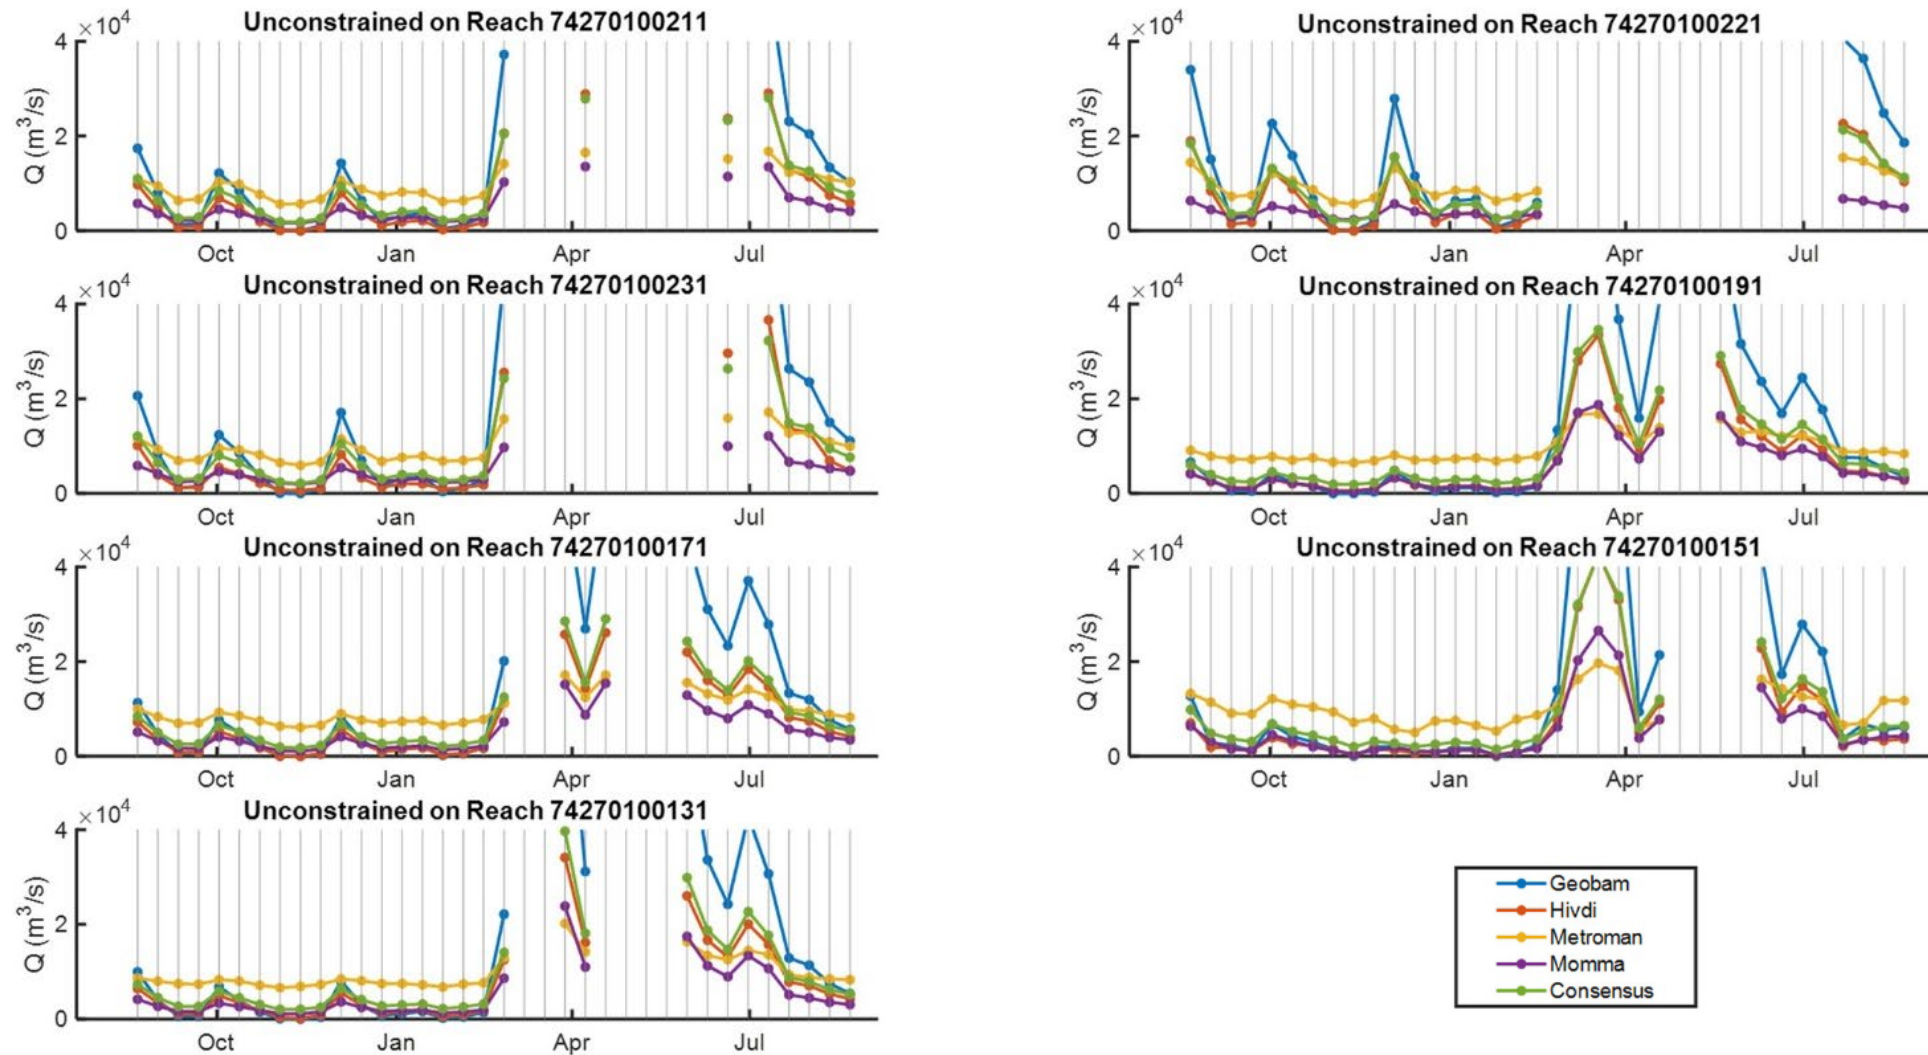 Unconstrained on Reach 74270100211
×10⁴
Q (m³/s)
4
2
0
Oct Jan Apr Jul
Unconstrained on Reach 74270100221
×10⁴
Q (m³/s)
4
2
0
Oct Jan Apr Jul
Unconstrained on Reach 74270100231
×10⁴
Q (m³/s)
4
2
0
Oct Jan Apr Jul
Unconstrained on Reach 74270100191
×10⁴
Q (m³/s)
4
2
0
Oct Jan Apr Jul
Unconstrained on Reach 74270100171
×10⁴
Q (m³/s)
4
2
0
Oct Jan Apr Jul
Unconstrained on Reach 74270100151
×10⁴
Q (m³/s)
4
2
0
Oct Jan Apr Jul
Unconstrained on Reach 74270100131
×10⁴
Q (m³/s)
4
2
0
Oct Jan Apr Jul
Geobam
Hivdi
Metroman
Momma
Consensus